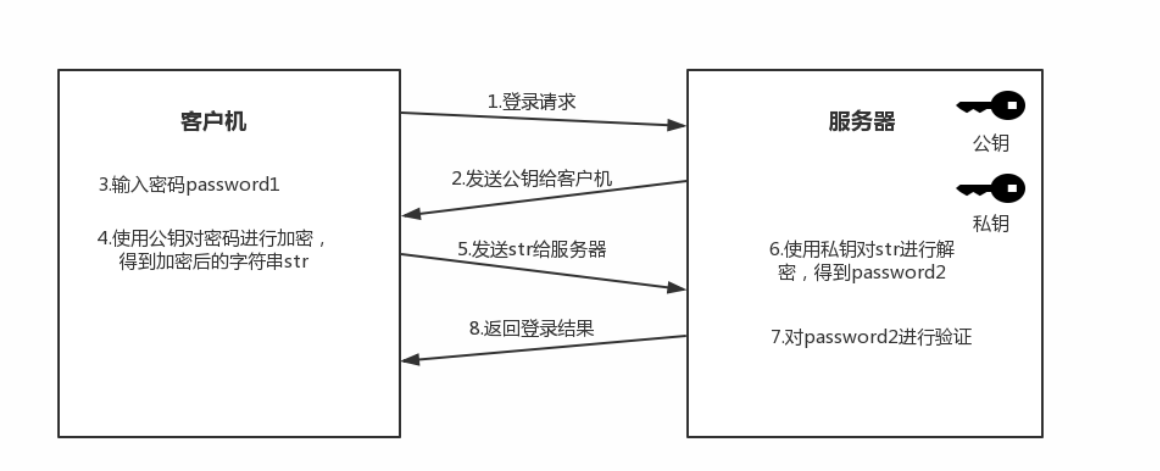 1.登录请求
客户机
服务器
公钥
2.发送公钥给客户机
3.输入密码password1
私钥
4.使用公钥对密码进行加密，
得到加密后的字符串str
5.发送str给服务器
6.使用私钥对str进行解
密，得到password2
8.返回登录结果
7.对password2进行验证